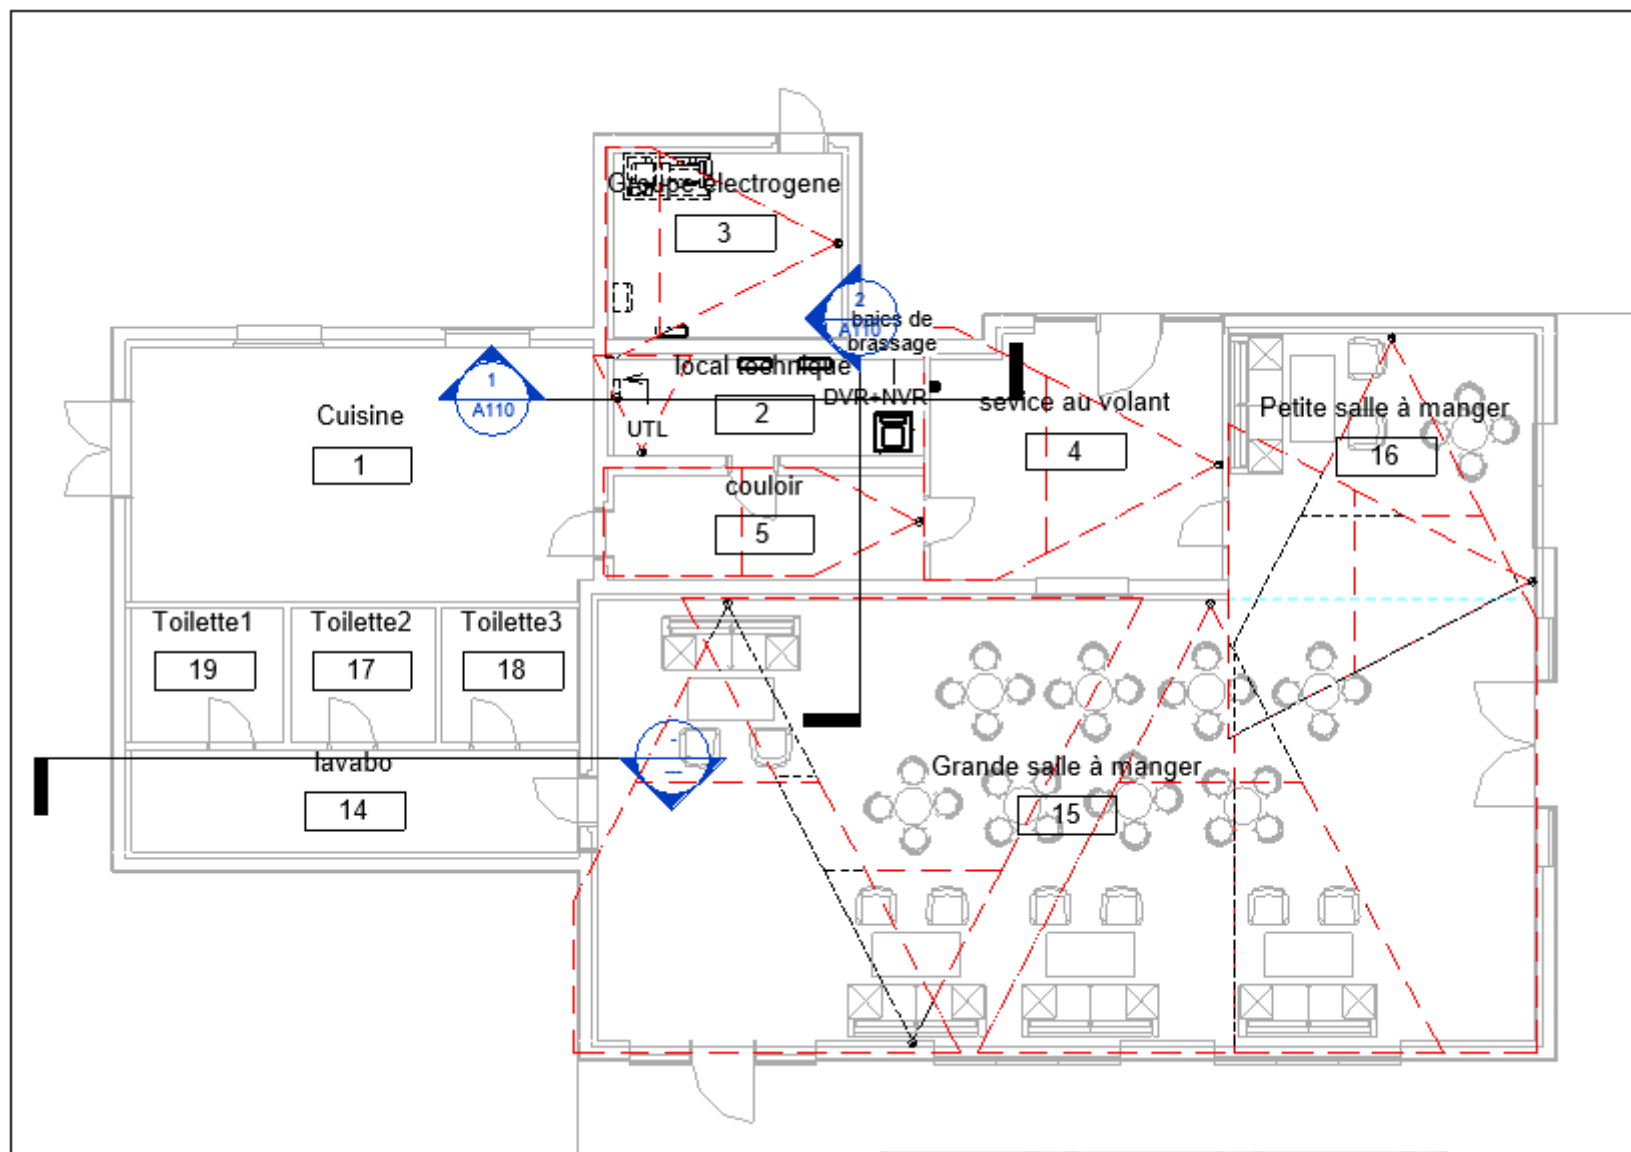 Groupe electrogene
3
2
A110
baies de
brassage
local technique
2
DVR+NVR
UTL
1
A110
Cuisine
1
sevice au volant
4
Petite salle à manger
16
couloir
5
Toilette1
19
Toilette2
17
Toilette3
18
lavabo
14
Grande salle à manger
15